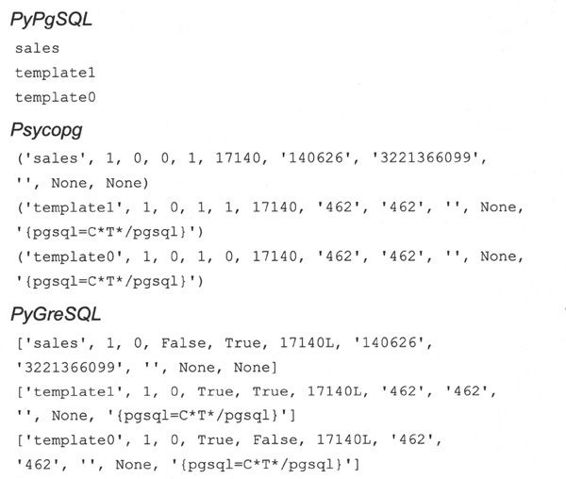 PyPgSQL
sales
template1
template0
Psycopg
('sales', 1, 0, 0, 1, 17140, '140626', '3221366099',
'', None, None)
('template1', 1, 0, 1, 1, 17140, '462', '462', '', None,
'{pgsql=C*T*/pgsql}')
('template0', 1, 0, 1, 0, 17140, '462', '462', '', None,
'{pgsql=C*T*/pgsql}')
PyGreSQL
['sales', 1, 0, False, True, 17140L, '140626',
'3221366099', '', None, None]
['template1', 1, 0, True, True, 17140L, '462', '462',
'', None, '{pgsql=C*T*/pgsql}']
['template0', 1, 0, True, False, 17140L, '462',
'462', '', None, '{pgsql=C*T*/pgsql}']